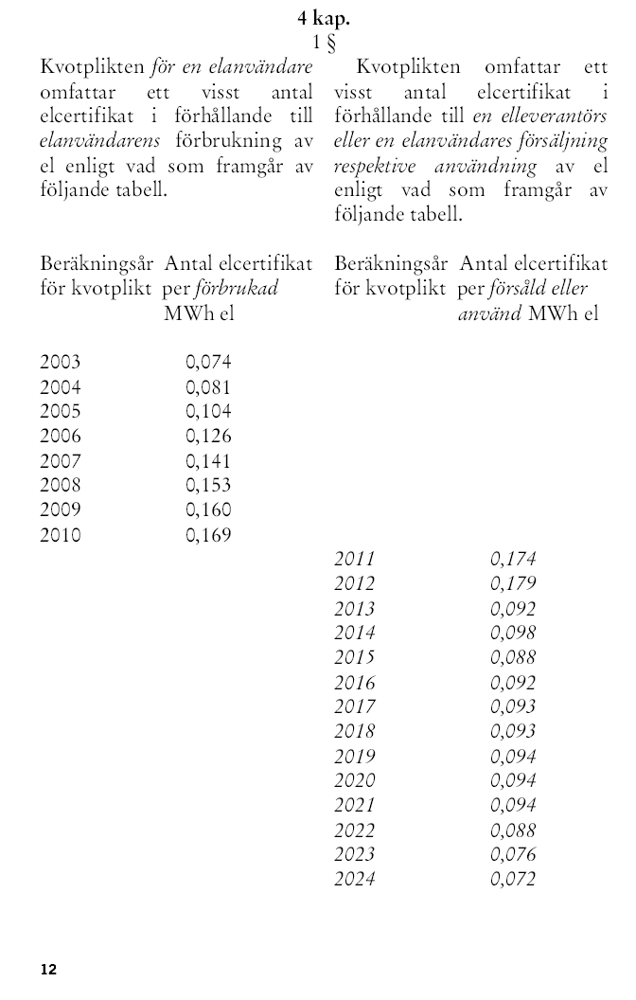 4 kap.
1 §
Kvotplikten för en elanvändare
omfattar ett visst antal
elcertifikat i förhållande till
elanvändarens förbrukning av
el enligt vad som framgår av
följande tabell.
Kvotplikten omfattar ett
visst antal elcertifikat i
förhållande till en elleverantörs
eller en elanvändares försäljning
respektive användning av el
enligt vad som framgår av
följande tabell.
Beräkningsår Antal elcertifikat
för kvotplikt per förbrukad
MWh el
2003 0,074
2004 0,081
2005 0,104
2006 0,126
2007 0,141
2008 0,153
2009 0,160
2010 0,169
Beräkningsår Antal elcertifikat
för kvotplikt per försåld eller
använd MWh el
2011 0,174
2012 0,179
2013 0,092
2014 0,098
2015 0,088
2016 0,092
2017 0,093
2018 0,093
2019 0,094
2020 0,094
2021 0,094
2022 0,088
2023 0,076
2024 0,072
12